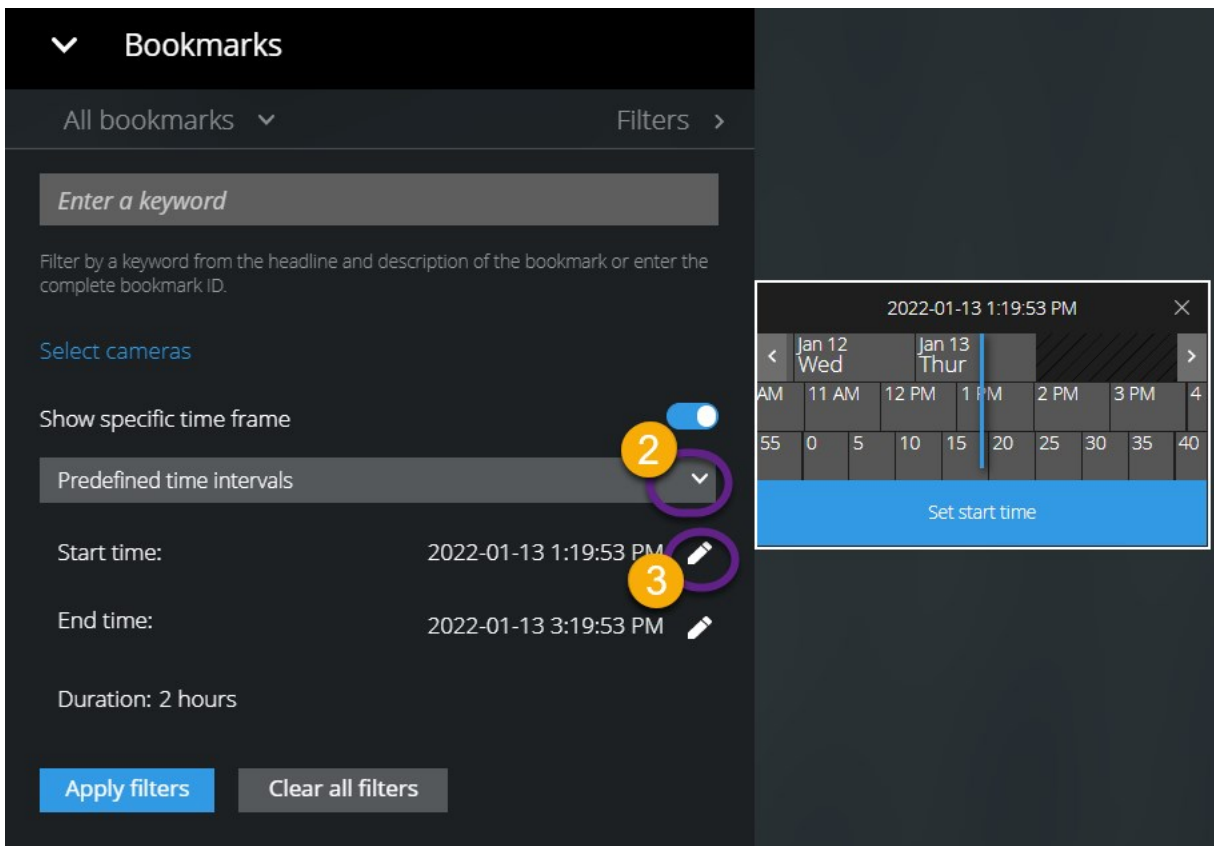 Bookmarks
All bookmarks
Filters
Enter a keyword
Filter by a keyword from the headline and description of the bookmark or enter the
complete bookmark ID.
Select cameras
Show specific time frame
2
Predefined time intervals
Start time: 2022-01-13 1:19:53 PM
3
End time: 2022-01-13 3:19:53 PM
Duration: 2 hours
Apply filters
Clear all filters
2022-01-13 1:19:53 PM
Jan 12 Jan 13
Wed Thur
AM 11 AM 12 PM 1 PM 2 PM 3 PM 4
55 0 5 10 15 20 25 30 35 40
Set start time